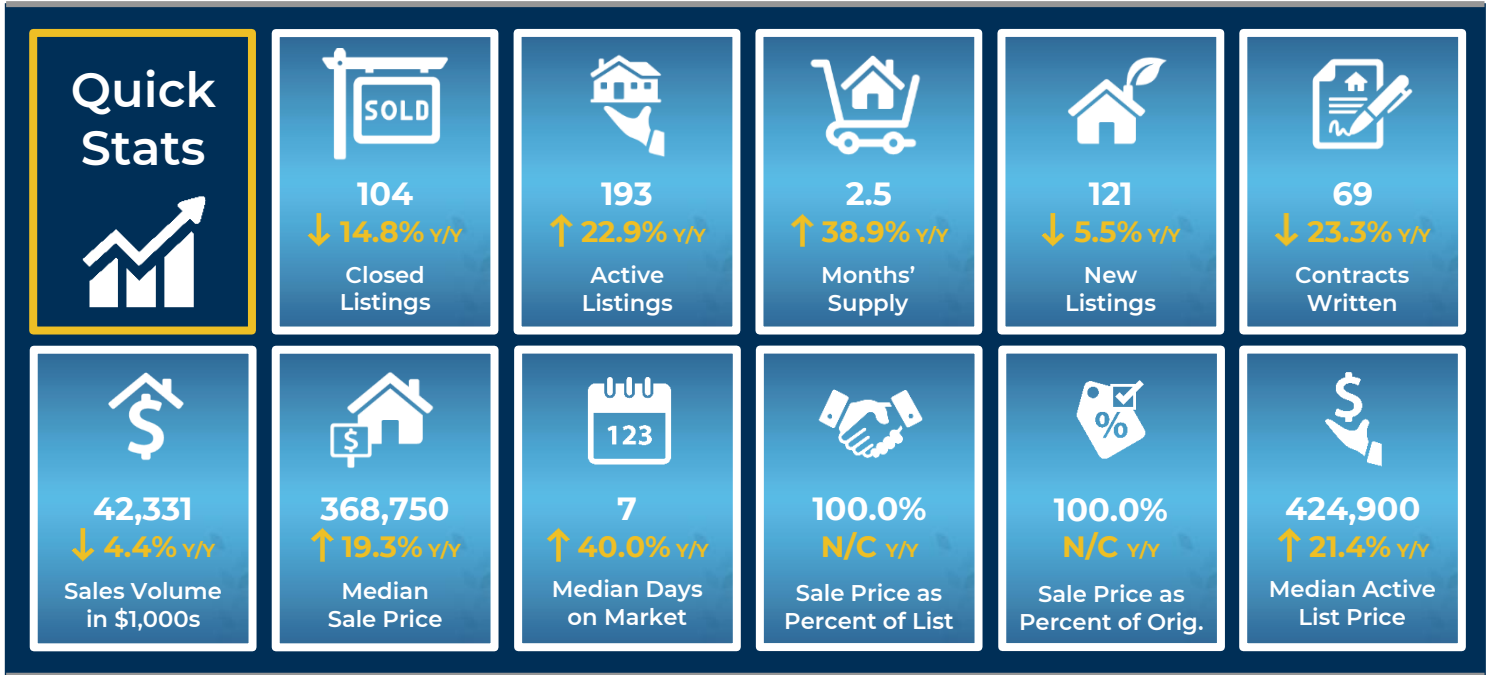 Quick
Stats
SOLD
104
↓ 14.8% Y/Y
Closed
Listings
193
↑ 22.9% Y/Y
Active
Listings
2.5
↑ 38.9% Y/Y
Months’
Supply
121
↓ 5.5% Y/Y
New
Listings
69
↓ 23.3% Y/Y
Contracts
Written
$
42,331
↓ 4.4% Y/Y
Sales Volume
in $1,000s
$
368,750
↑ 19.3% Y/Y
Median
Sale Price
123
7
↑ 40.0% Y/Y
Median Days
on Market
100.0%
N/C Y/Y
Sale Price as
Percent of List
%
100.0%
N/C Y/Y
Sale Price as
Percent of Orig.
$
424,900
↑ 21.4% Y/Y
Median Active
List Price